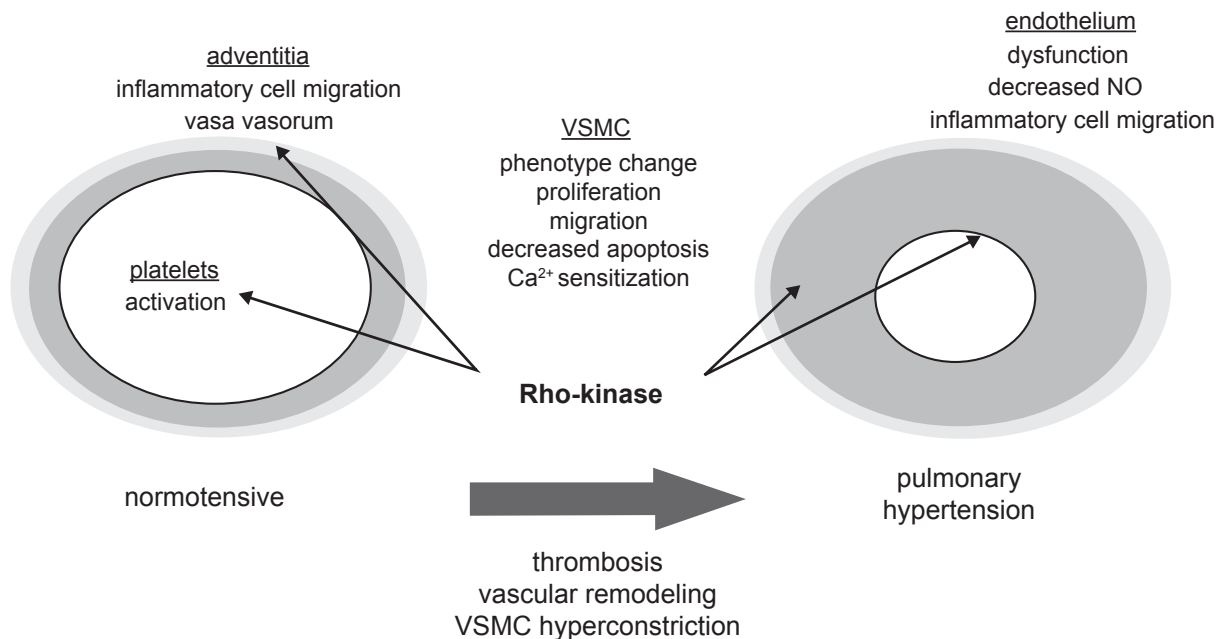 adventitia
inflammatory cell migration
vasa vasorum
platelets
activation
VSMC
phenotype change
proliferation
migration
decreased apoptosis
Ca²⁺ sensitization
endothelium
dysfunction
decreased NO
inflammatory cell migration
Rho-kinase
normotensive
pulmonary
hypertension
thrombosis
vascular remodeling
VSMC hyperconstriction